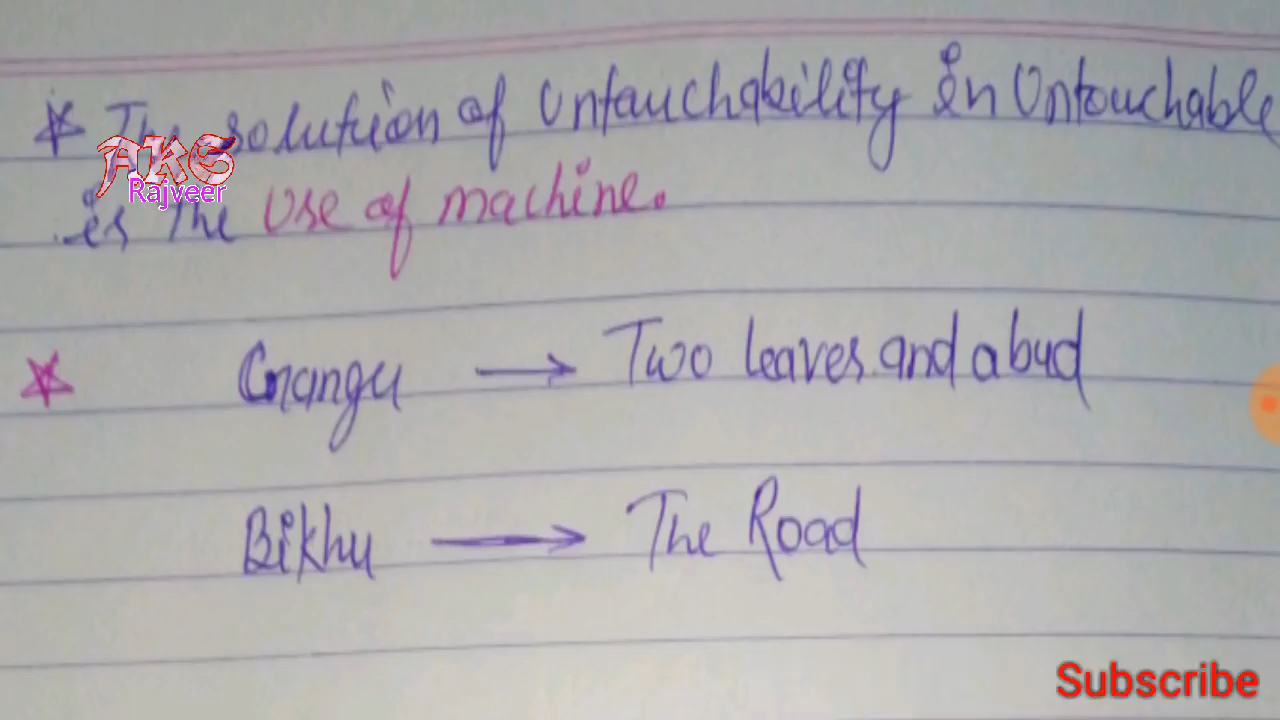 * The solution of Untouchability in Untouchable
AKS
Rajveer
is the Use of machine.
* Gangu → Two leaves and a bud
Bikhu → The Road
Subscribe